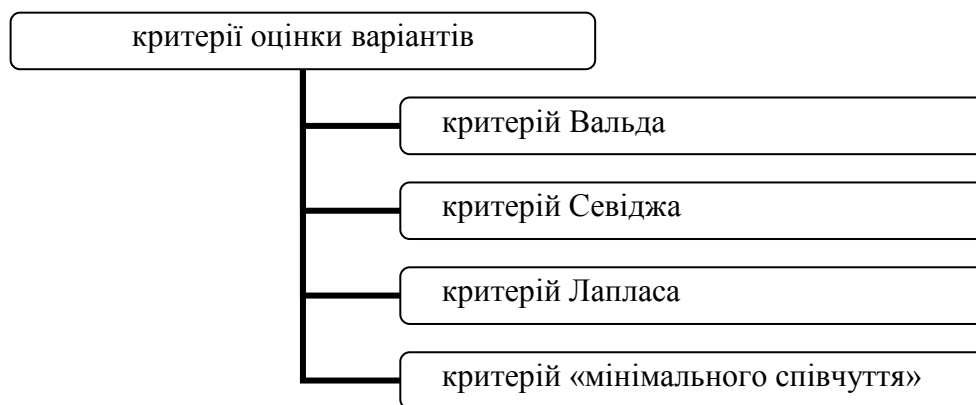 критерії оцінки варіантів
критерій Вальда
критерій Севіджа
критерій Лапласа
критерій «мінімального співчуття»